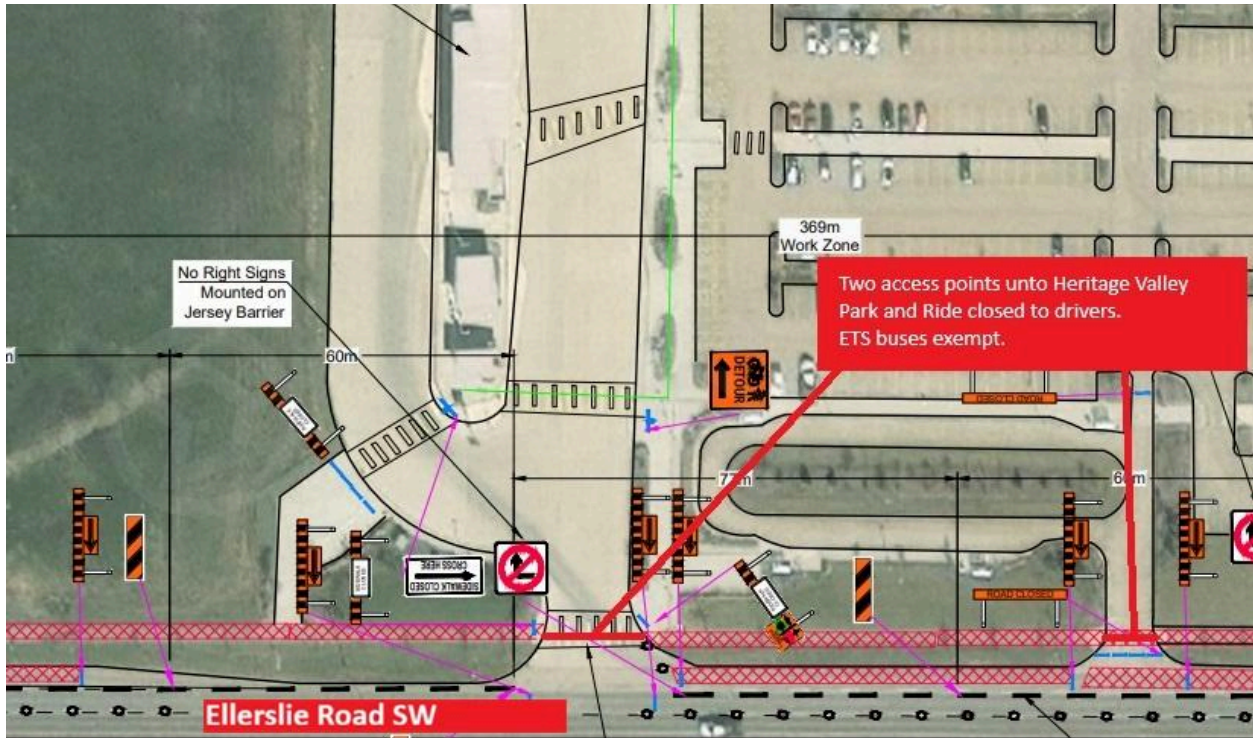 369m
Work Zone
No Right Signs
Mounted on
Jersey Barrier
Two access points unto Heritage Valley
Park and Ride closed to drivers.
ETS buses exempt.
m
60m
DETOUR
ROAD CLOSED
77m
SIDEWALK CLOSED
CROSS HERE
ROAD CLOSED
Ellerslie Road SW